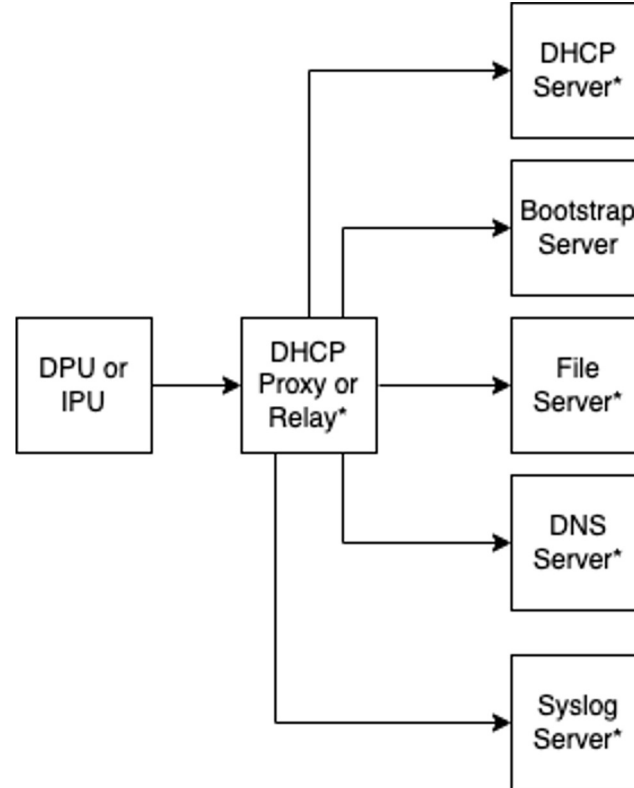 DHCP
Server*
Bootstrap
Server
DPU or
IPU
DHCP
Proxy or
Relay*
File
Server*
DNS
Server*
Syslog
Server*